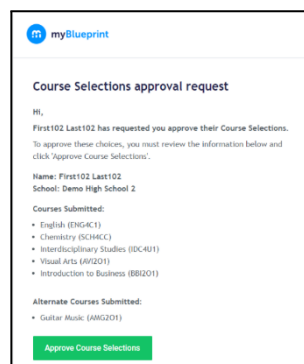 myBlueprint
Course Selections approval request
Hi,
First102 Last102 has requested you approve their Course Selections.
To approve these choices, you must review the information below and
click 'Approve Course Selections'.
Name: First102 Last102
School: Demo High School 2
Courses Submitted:
• English (ENG4C1)
• Chemistry (SCH4CC)
• Interdisciplinary Studies (IDC4U1)
• Visual Arts (AVI2O1)
• Introduction to Business (BBI2O1)
Alternate Courses Submitted:
• Guitar Music (AMG2O1)
Approve Course Selections